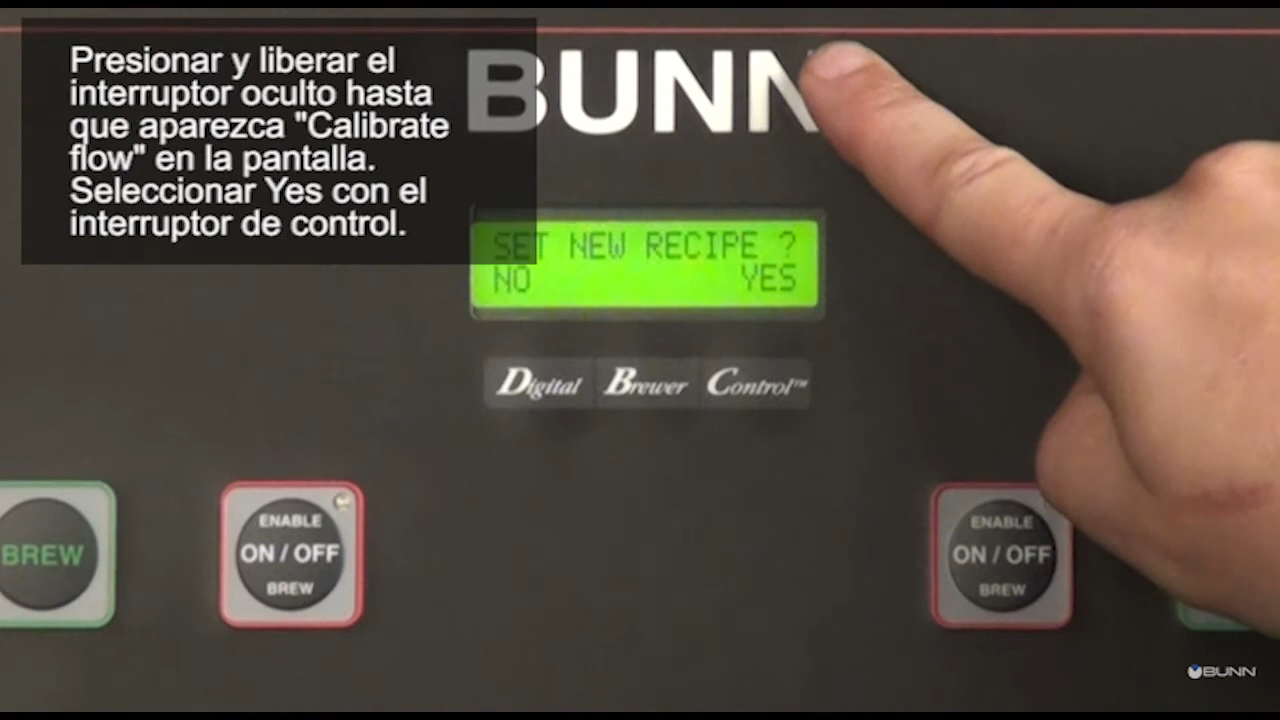 Presionar y liberar el
interruptor oculto hasta
que aparezca "Calibrate
flow" en la pantalla.
Seleccionar Yes con el
interruptor de control.
BUNN
SET NEW RECIPE ?
NO YES
Digital Brewer Control™
BREW
ENABLE
ON / OFF
BREW
ENABLE
ON / OFF
BREW
BUNN